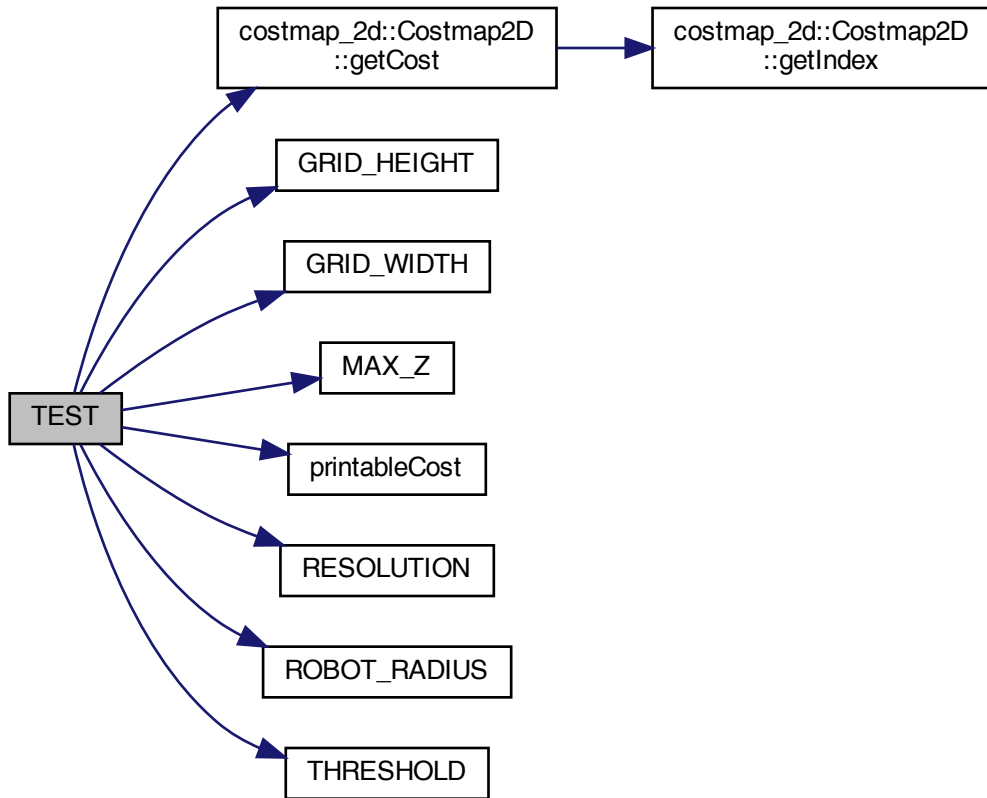 costmap_2d::Costmap2D
::getCost
costmap_2d::Costmap2D
::getIndex
GRID_HEIGHT
GRID_WIDTH
MAX_Z
TEST
printableCost
RESOLUTION
ROBOT_RADIUS
THRESHOLD